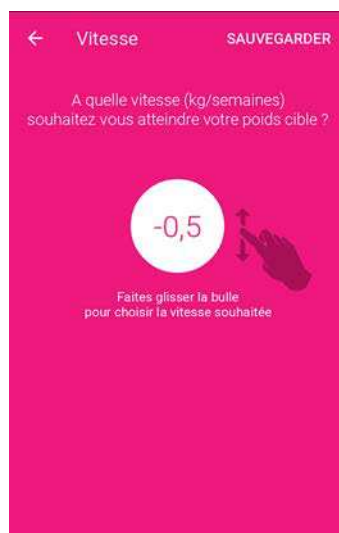 Vitesse SAUVEGARDER
A quelle vitesse (kg/semaines)
souhaitez vous atteindre votre poids cible ?
-0,5
Faites glisser la bulle
pour choisir la vitesse souhaitée